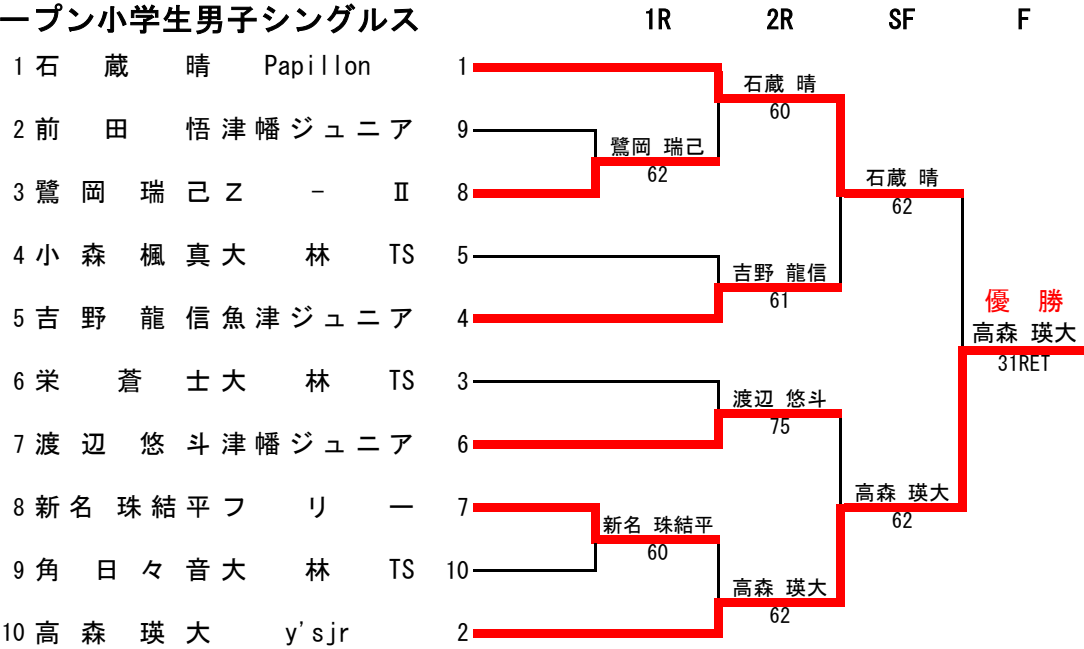 ープン小学生男子シングルス 1R 2R SF F
1 石 蔵 晴 Papillon 1
石蔵 晴
60
2 前 田 悟 津幡ジュニア 9
鷺岡 瑞己
62
石蔵 晴
62
3 鷺 岡 瑞 己 Z - Ⅱ 8
4 小 森 楓 真 大 林 TS 5
吉野 龍信
61
5 吉 野 龍 信 魚津ジュニア 4
優 勝
高森 瑛大
31RET
6 栄 蒼 士 大 林 TS 3
渡辺 悠斗
75
7 渡 辺 悠 斗 津幡ジュニア 6
8 新名 珠結平 フ リ ー 7
高森 瑛大
62
新名 珠結平
60
9 角 日 々 音 大 林 TS 10
高森 瑛大
62
10 高 森 瑛 大 y'sjr 2